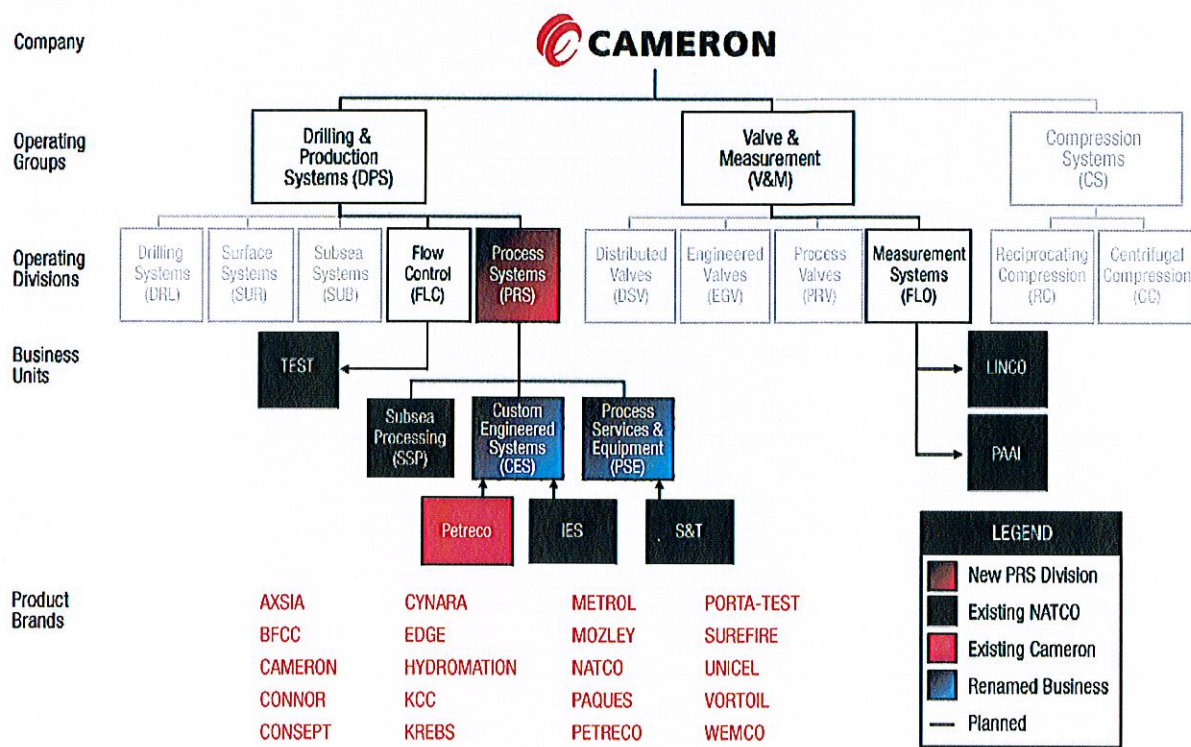 Company
CAMERON
Operating
Groups
Drilling &
Production
Systems (DPS)
Valve &
Measurement
(V&M)
Compression
Systems
(CS)
Operating
Divisions
Drilling
Systems
(DRL)
Surface
Systems
(SUR)
Subsea
Systems
(SUB)
Flow
Control
(FLC)
Process
Systems
(PRS)
Distributed
Valves
(DSV)
Engineered
Valves
(EGV)
Process
Valves
(PRV)
Measurement
Systems
(FLO)
Reciprocating
Compression
(RC)
Centrifugal
Compression
(CC)
Business
Units
TEST
LINCO
Subsea
Processing
(SSP)
Custom
Engineered
Systems
(CES)
Process
Services &
Equipment
(PSE)
PAAI
Petreco
IES
S&T
LEGEND
New PRS Division
Existing NATCO
Existing Cameron
Renamed Business
Planned
Product
Brands
AXSIA
BFCC
CAMERON
CONNOR
CONSEPT
CYNARA
EDGE
HYDROMATION
KCC
KREBS
METROL
MOZLEY
NATCO
PAQUES
PETRECO
PORTA-TEST
SUREFIRE
UNICEL
VORTOIL
WEMCO